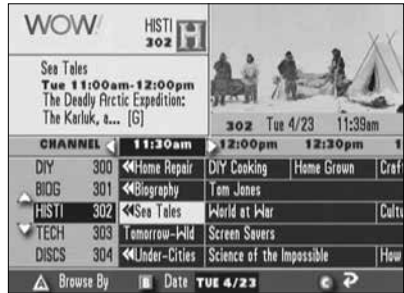 WOW!
HISTI
302
H
Sea Tales
Tue 11:00am-12:00pm
The Deadly Arctic Expedition:
The Karluk, a... [G]
302 Tue 4/23 11:39am
CHANNEL 11:30am 12:00pm 12:30pm 1
DIY 300 Home Repair DIY Cooking Home Grown Craf
BIOG 301 Biography Tom Jones
HISTI 302 Sea Tales World at War Cultu
TECH 303 Tomorrow-Wld Screen Savers
DISCS 304 Under-Cities Science of the Impossible How
A Browse By B Date TUE 4/23 C